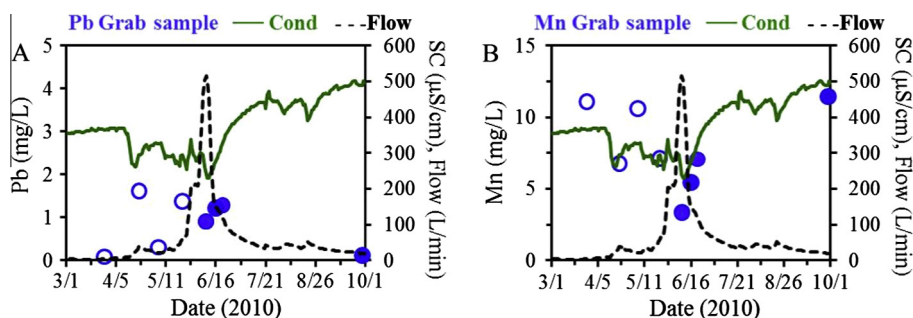 Pb Grab sample Cond Flow
A
Pb (mg/L)
5
4
3
2
1
0
600
500
400
300
200
100
0
SC (μS/cm), Flow (L/min)
3/1 4/5 5/11 6/16 7/21 8/26 10/1
Date (2010)
Mn Grab sample Cond Flow
B
Mn (mg/L)
15
10
5
0
600
500
400
300
200
100
0
SC (μS/cm), Flow (L/min)
3/1 4/5 5/11 6/16 7/21 8/26 10/1
Date (2010)